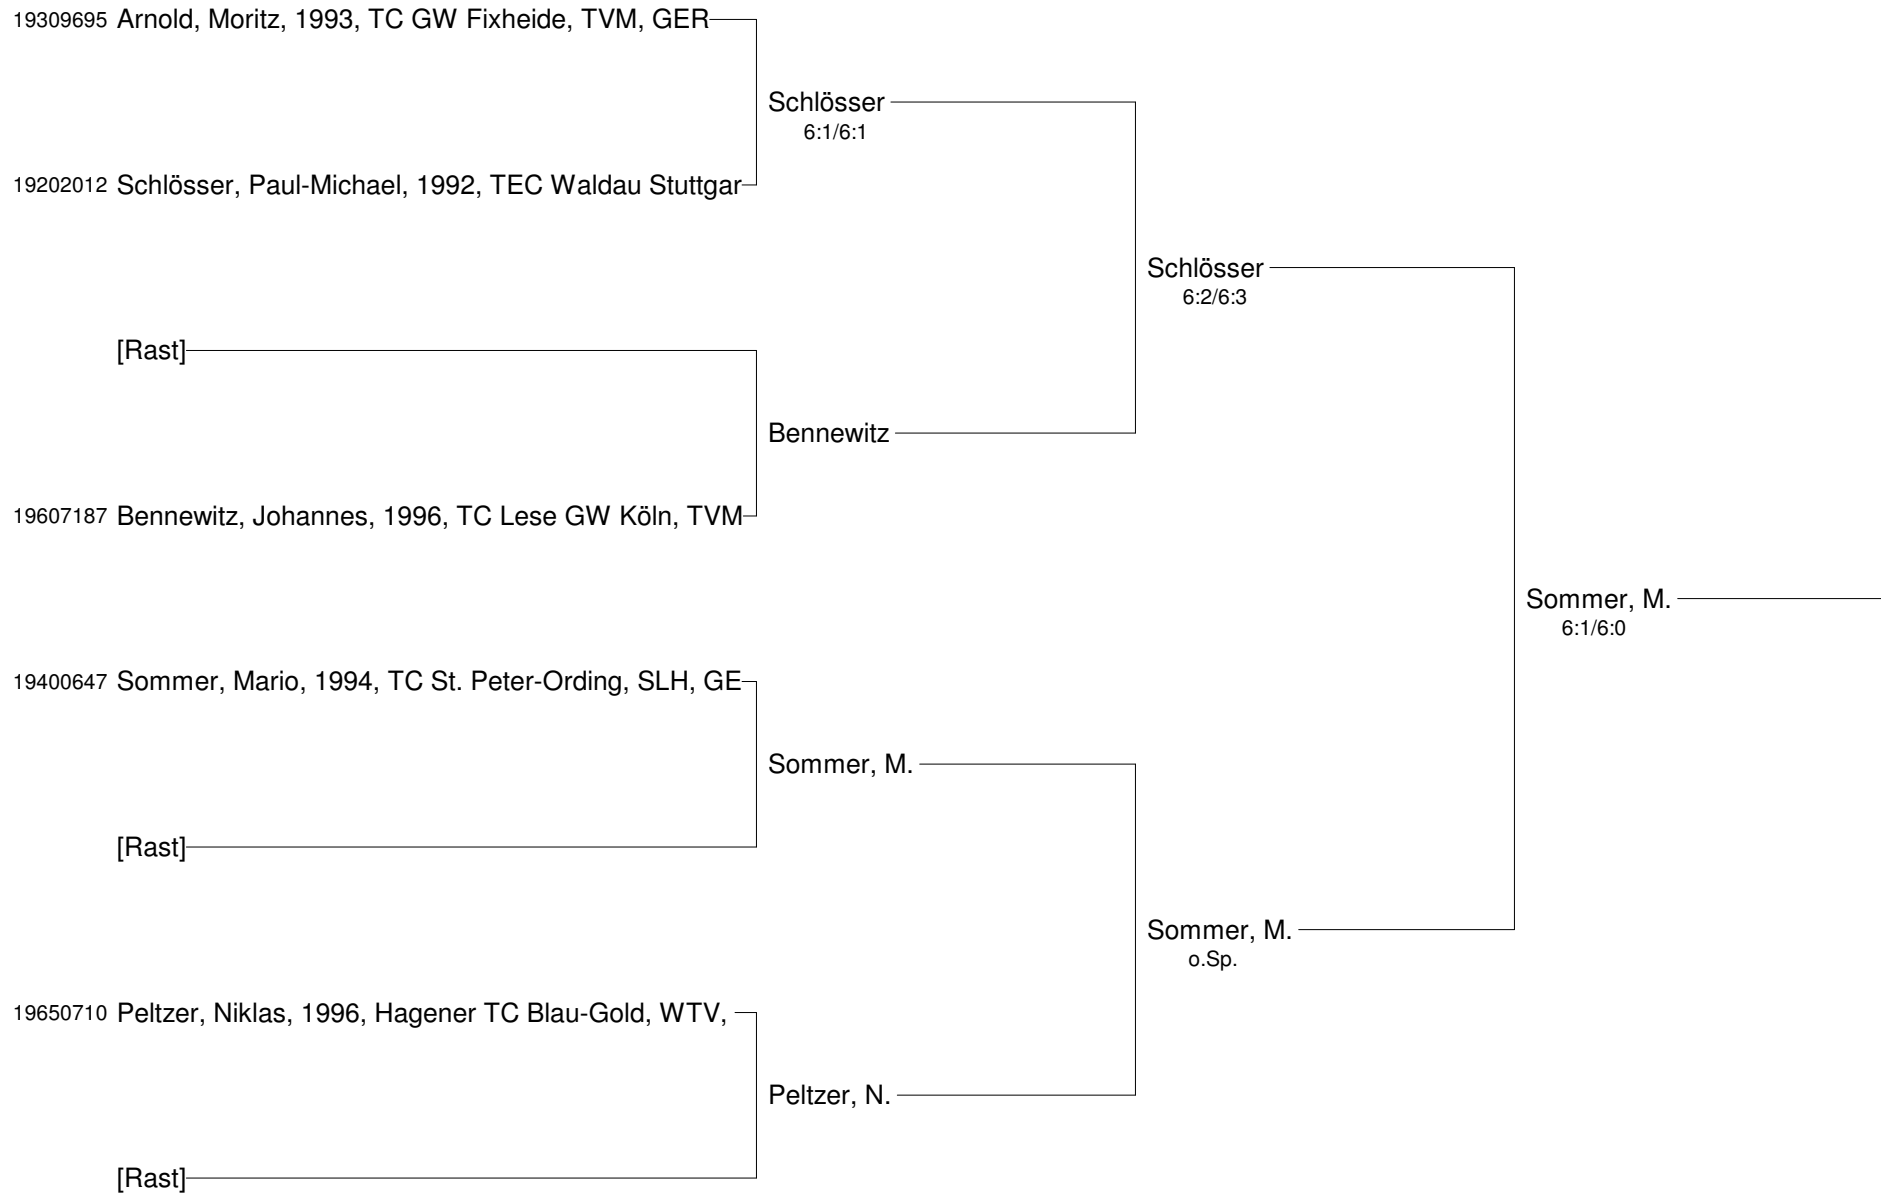 19309695 Arnold, Moritz, 1993, TC GW Fixheide, TVM, GER
Schlösser
6:1/6:1
19202012 Schlösser, Paul-Michael, 1992, TEC Waldau Stuttgar
Schlösser
6:2/6:3
[Rast]
Bennewitz
19607187 Bennewitz, Johannes, 1996, TC Lese GW Köln, TVM
Sommer, M.
6:1/6:0
19400647 Sommer, Mario, 1994, TC St. Peter-Ording, SLH, GE
Sommer, M.
[Rast]
Sommer, M.
o.Sp.
19650710 Peltzer, Niklas, 1996, Hagener TC Blau-Gold, WTV,
Peltzer, N.
[Rast]